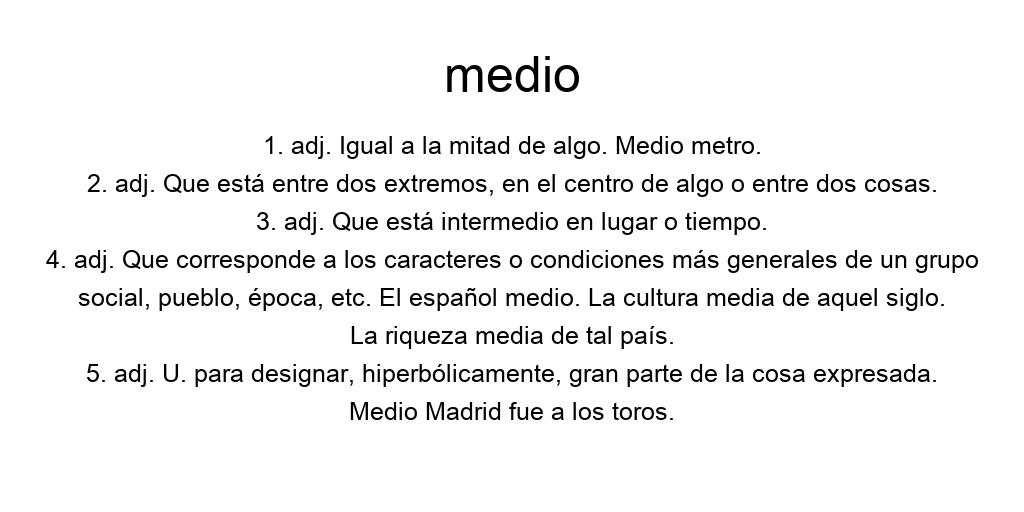 medio
1. adj. Igual a la mitad de algo. Medio metro.
2. adj. Que está entre dos extremos, en el centro de algo o entre dos cosas.
3. adj. Que está intermedio en lugar o tiempo.
4. adj. Que corresponde a los caracteres o condiciones más generales de un grupo
social, pueblo, época, etc. El español medio. La cultura media de aquel siglo.
La riqueza media de tal país.
5. adj. U. para designar, hiperbólicamente, gran parte de la cosa expresada.
Medio Madrid fue a los toros.